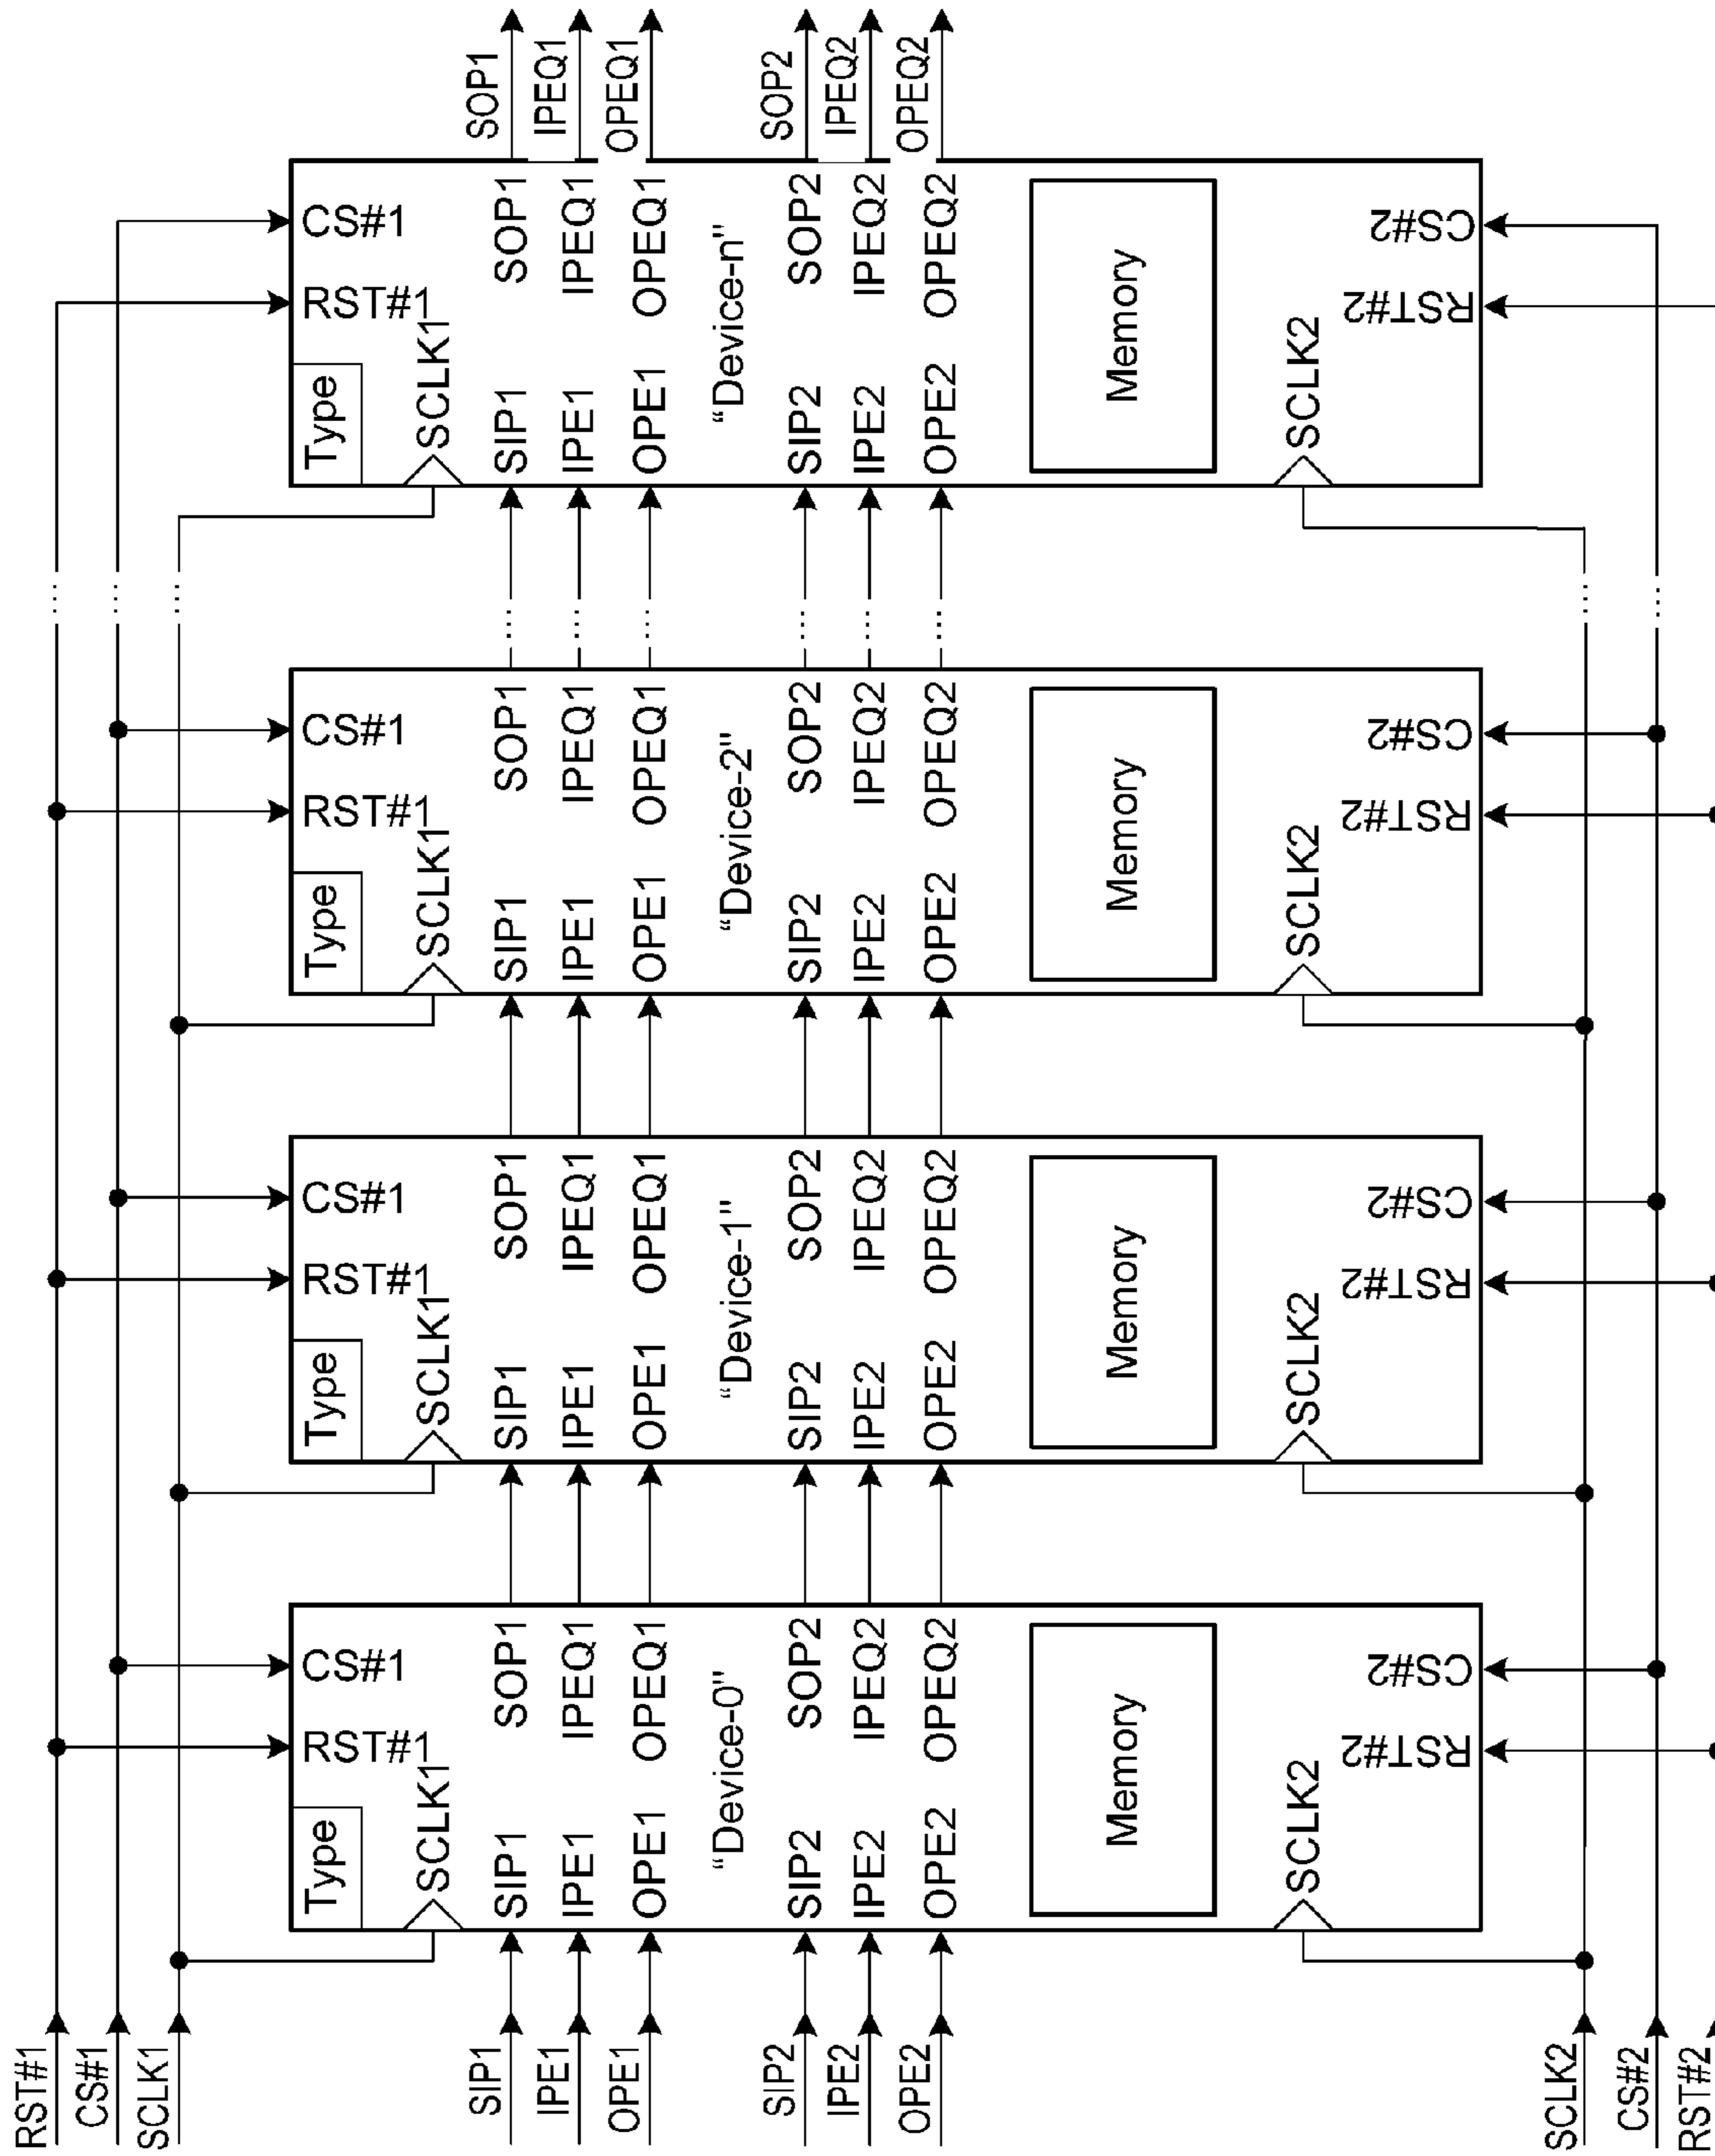 SOP1
IPEQ1
OPEQ1
SOP2
IPEQ2
OPEQ2
CS#1
RST#1
Type
SCLK1
SOP1
IPEQ1
OPEQ1
SIP1
IPE1
OPE1
"Device-n"
SOP2
IPEQ2
OPEQ2
SIP2
IPE2
OPE2
Memory
SCLK2
CS#2
RST#2
CS#1
RST#1
Type
SCLK1
SOP1
IPEQ1
OPEQ1
SIP1
IPE1
OPE1
"Device-2"
SOP2
IPEQ2
OPEQ2
SIP2
IPE2
OPE2
Memory
SCLK2
CS#2
RST#2
CS#1
RST#1
Type
SCLK1
SOP1
IPEQ1
OPEQ1
SIP1
IPE1
OPE1
"Device-1"
SOP2
IPEQ2
OPEQ2
SIP2
IPE2
OPE2
Memory
SCLK2
CS#2
RST#2
CS#1
RST#1
Type
SCLK1
SOP1
IPEQ1
OPEQ1
SIP1
IPE1
OPE1
"Device-0"
SOP2
IPEQ2
OPEQ2
SIP2
IPE2
OPE2
Memory
SCLK2
CS#2
RST#2
RST#1
CS#1
SCLK1
SIP1
IPE1
OPE1
SIP2
IPE2
OPE2
SCLK2
CS#2
RST#2